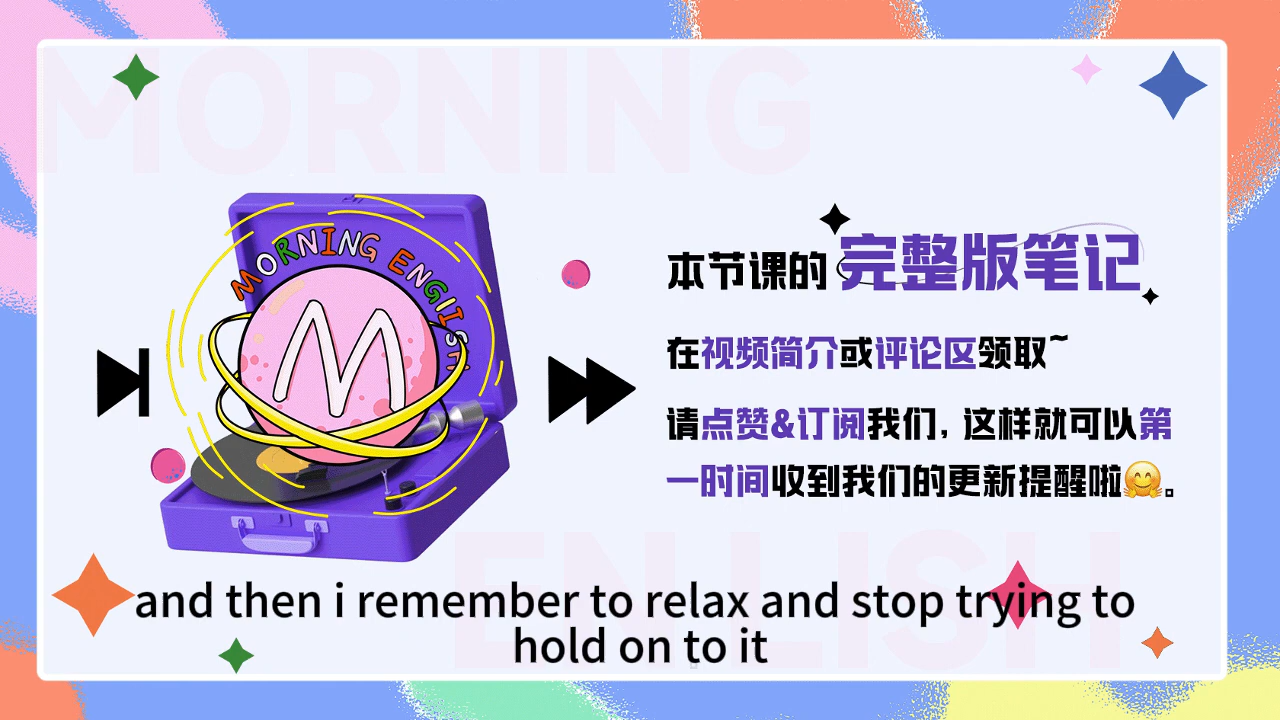 MORNING
MORNING ENGlISH
M
本节课的 完整版笔记
在视频简介或评论区领取~
请点赞&订阅我们, 这样就可以第
一时间收到我们的更新提醒啦🤗。
ENGLISH
and then i remember to relax and stop trying to
hold on to it